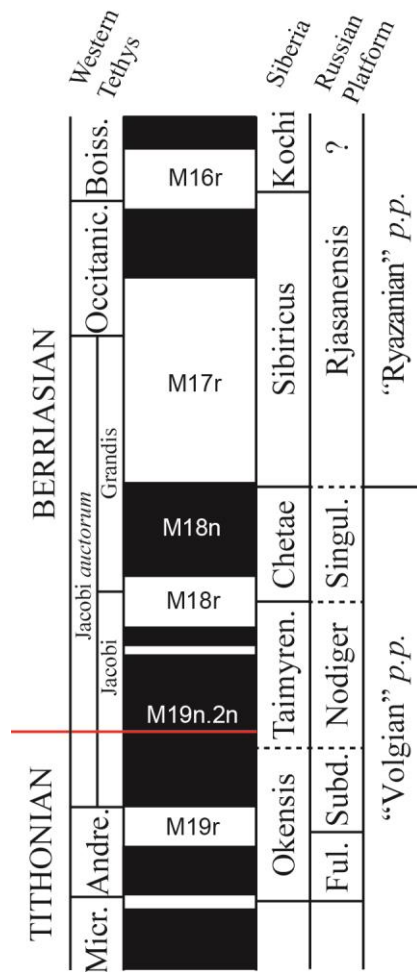 Western
Tethys
Siberia
Russian
Platform
BERRIASIAN
TITHONIAN
Boiss.
Occitanic.
Jacobi auctorum
Grandis
Jacobi
Andre.
Micr.
M16r
M17r
M18n
M18r
M19n.2n
M19r
Kochi
Sibiricus
Chetae
Taimyren.
Okensis
?
Rjasanensis
Singul.
Nodiger
Subd.
Ful.
“Ryazanian” p.p.
“Volgian” p.p.